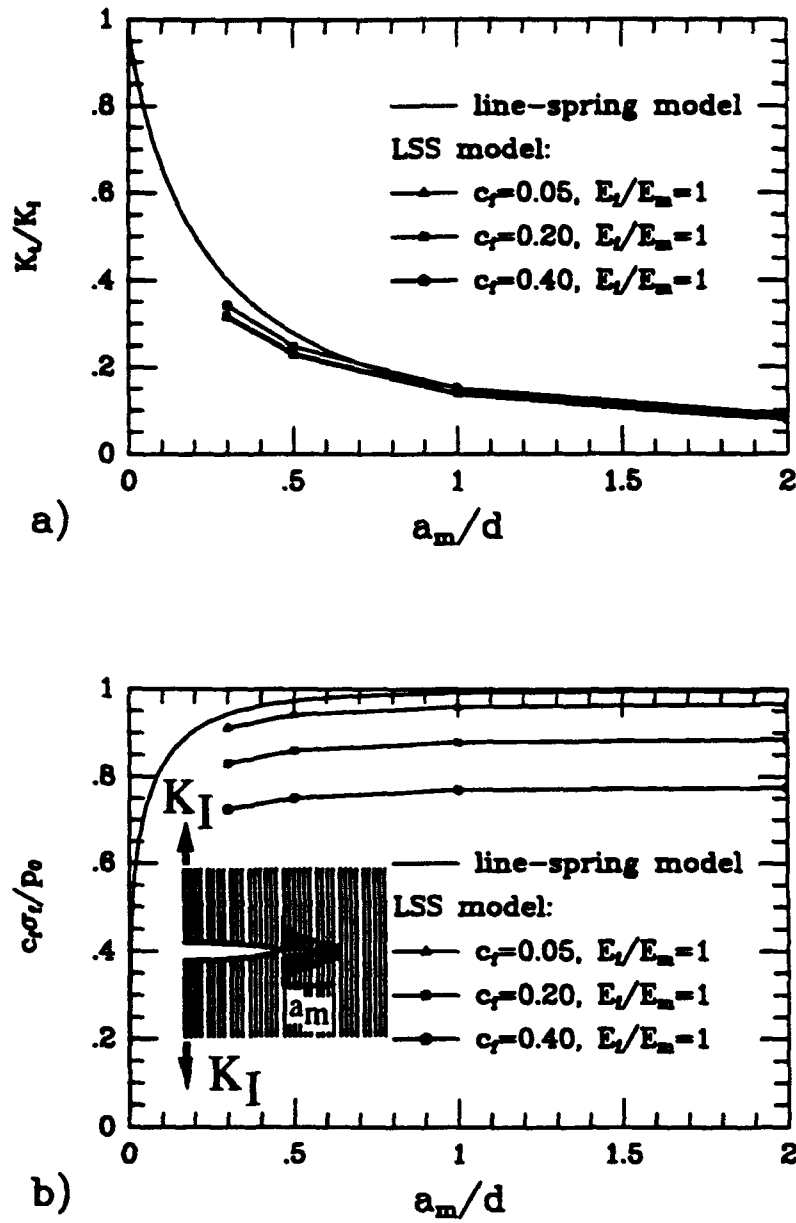 1
.8
.6
.4
.2
0
K_t/K_I
line-spring model
LSS model:
c_f=0.05, E_f/E_m=1
c_f=0.20, E_f/E_m=1
c_f=0.40, E_f/E_m=1
0 .5 1 1.5 2
a) a_m/d
1
.8
.6
.4
.2
0
c_fσ_f/p_0
K_I
line-spring model
LSS model:
c_f=0.05, E_f/E_m=1
c_f=0.20, E_f/E_m=1
c_f=0.40, E_f/E_m=1
a_m
K_I
0 .5 1 1.5 2
b) a_m/d